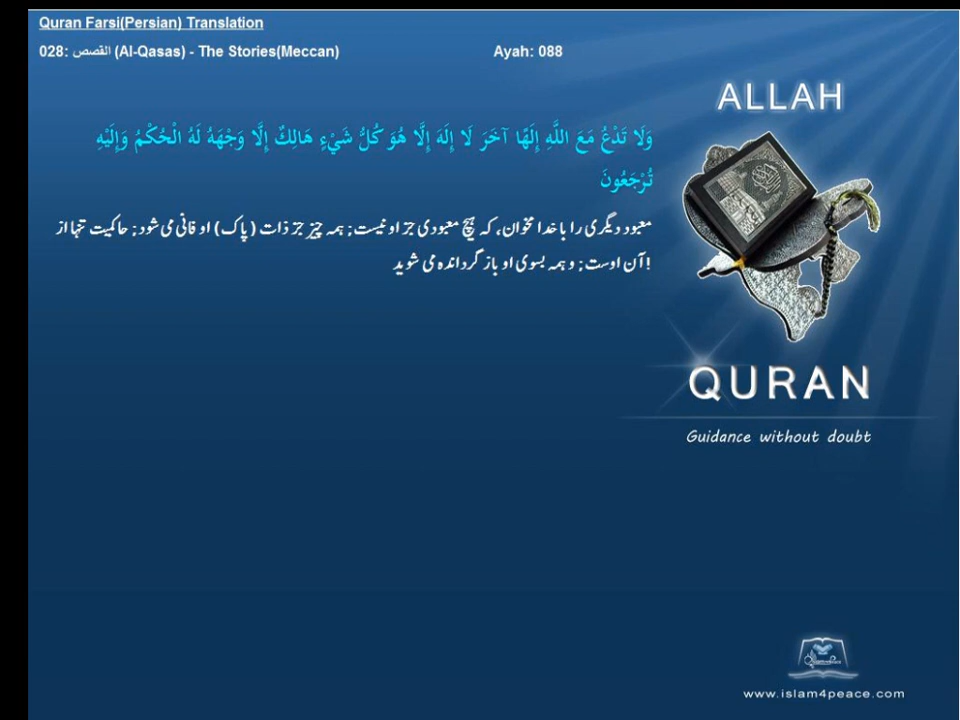 Quran Farsi(Persian) Translation
028: القصص (Al-Qasas) - The Stories(Meccan) Ayah: 088
ALLAH
وَلَا تَدْعُ مَعَ اللَّهِ إِلَهًا آخَرَ لَا إِلَهَ إِلَّا هُوَ كُلُّ شَيْءٍ هَالِكٌ إِلَّا وَجْهَهُ لَهُ الْحُكْمُ وَإِلَيْهِ
تُرْجَعُونَ
معبود دیگری را با خدا مخوان، که هیچ معبودی جز او نیست; همه چیز جز ذات (پاک) او فانی می شود; حاکمیت تنها از
!آن اوست; و همه بسوی او باز گردانده می شوید
QURAN
Guidance without doubt
www.islam4peace.com